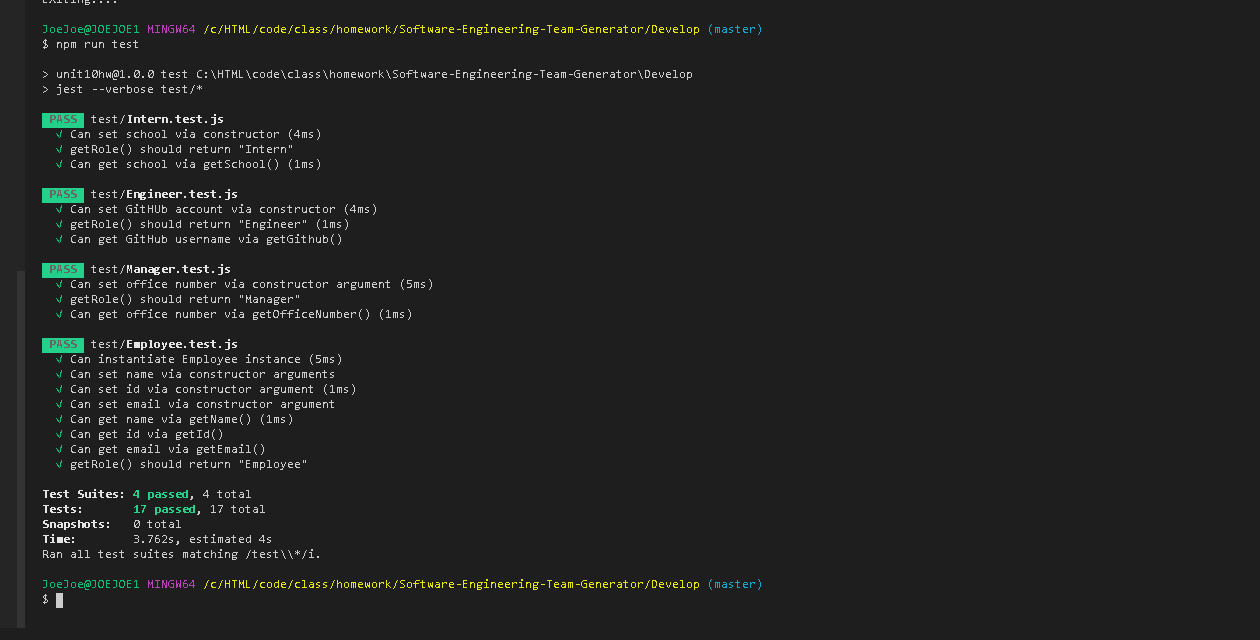 Exiting....
JoeJoe@JOEJOE1 MINGW64 /c/HTML/code/class/homework/Software-Engineering-Team-Generator/Develop (master)
$ npm run test
> unit10hw@1.0.0 test C:\HTML\code\class\homework\Software-Engineering-Team-Generator\Develop
> jest --verbose test/*
PASS test/Intern.test.js
√ Can set school via constructor (4ms)
√ getRole() should return "Intern"
√ Can get school via getSchool() (1ms)
PASS test/Engineer.test.js
√ Can set GitHUb account via constructor (4ms)
√ getRole() should return "Engineer" (1ms)
√ Can get GitHub username via getGithub()
PASS test/Manager.test.js
√ Can set office number via constructor argument (5ms)
√ getRole() should return "Manager"
√ Can get office number via getOfficeNumber() (1ms)
PASS test/Employee.test.js
√ Can instantiate Employee instance (5ms)
√ Can set name via constructor arguments
√ Can set id via constructor argument (1ms)
√ Can set email via constructor argument
√ Can get name via getName() (1ms)
√ Can get id via getId()
√ Can get email via getEmail()
√ getRole() should return "Employee"
Test Suites: 4 passed, 4 total
Tests: 17 passed, 17 total
Snapshots: 0 total
Time: 3.762s, estimated 4s
Ran all test suites matching /test\\*/i.
JoeJoe@JOEJOE1 MINGW64 /c/HTML/code/class/homework/Software-Engineering-Team-Generator/Develop (master)
$